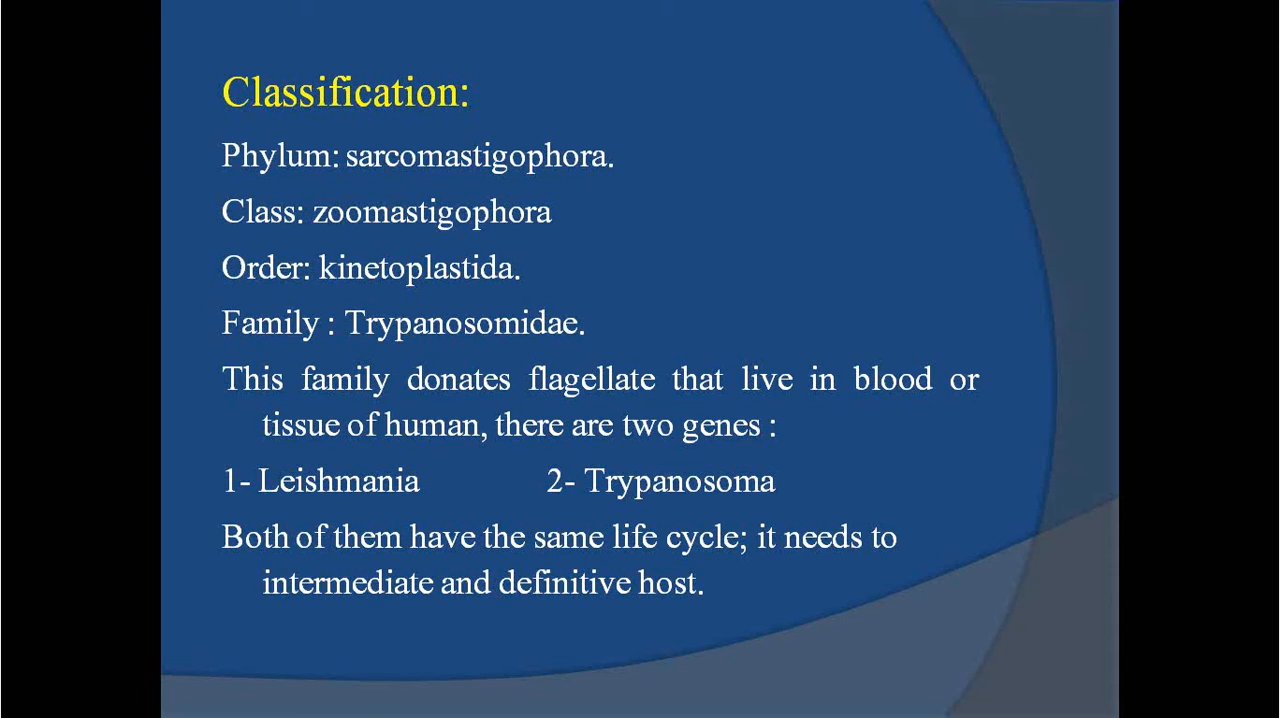 Classification:
Phylum: sarcomastigophora.
Class: zoomastigophora
Order: kinetoplastida.
Family : Trypanosomidae.
This family donates flagellate that live in blood or
tissue of human, there are two genes :
1- Leishmania 2- Trypanosoma
Both of them have the same life cycle; it needs to
intermediate and definitive host.